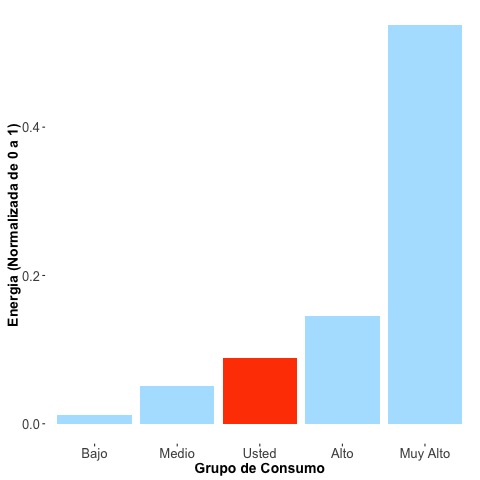 Energia (Normalizada de 0 a 1)
0.4
0.2
0.0
Bajo Medio Usted Alto Muy Alto
Grupo de Consumo